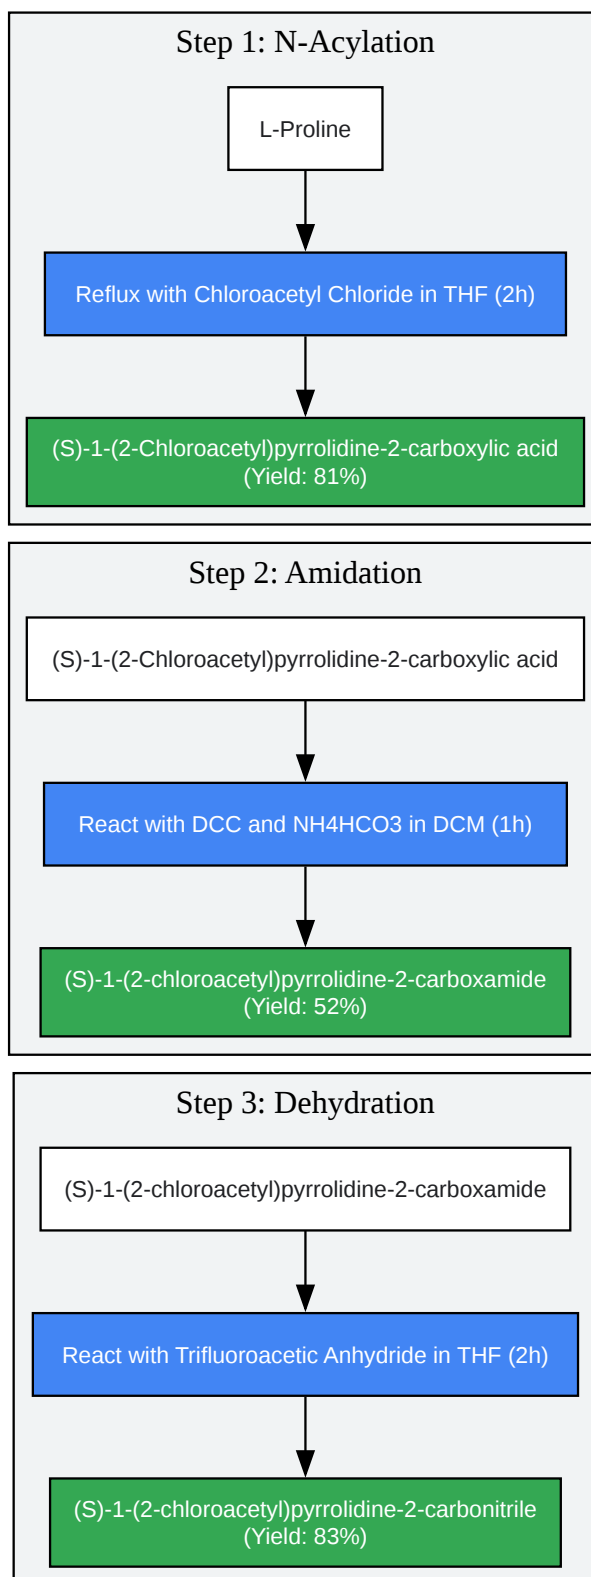 Step 1: N-Acylation
L-Proline
Reflux with Chloroacetyl Chloride in THF (2h)
(S)-1-(2-Chloroacetyl)pyrrolidine-2-carboxylic acid
(Yield: 81%)
Step 2: Amidation
(S)-1-(2-Chloroacetyl)pyrrolidine-2-carboxylic acid
React with DCC and NH4HCO3 in DCM (1h)
(S)-1-(2-chloroacetyl)pyrrolidine-2-carboxamide
(Yield: 52%)
Step 3: Dehydration
(S)-1-(2-chloroacetyl)pyrrolidine-2-carboxamide
React with Trifluoroacetic Anhydride in THF (2h)
(S)-1-(2-chloroacetyl)pyrrolidine-2-carbonitrile
(Yield: 83%)